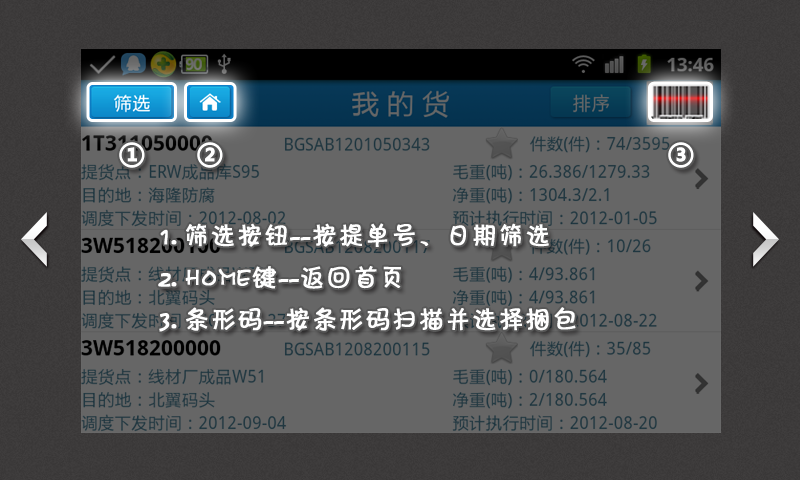 90 13:46
筛选 我的货 排序
1T311050000 BGSAB1201050343 件数(件)：74/3595
① ② ③
提货点：ERW成品库S95 毛重(吨)：26.386/1279.33
目的地：海隆防腐 净重(吨)：1304.3/2.1
调度下发时间：2012-08-02 预计执行时间：2012-01-05
1. 筛选按钮--按提单号、日期筛选
3W518200100 BGSAB1208200117 件数(件)：10/26
2. HOME键--返回首页
提货点：线材 毛重(吨)：4/93.861
目的地：北翼码头 净重(吨)：4/93.861
3. 条形码--按条形码扫描并选择捆包
3W518200000 BGSAB1208200115 件数(件)：35/85
提货点：线材厂成品W51 毛重(吨)：0/180.564
目的地：北翼码头 净重(吨)：2/180.564
调度下发时间：2012-09-04 预计执行时间：2012-08-20